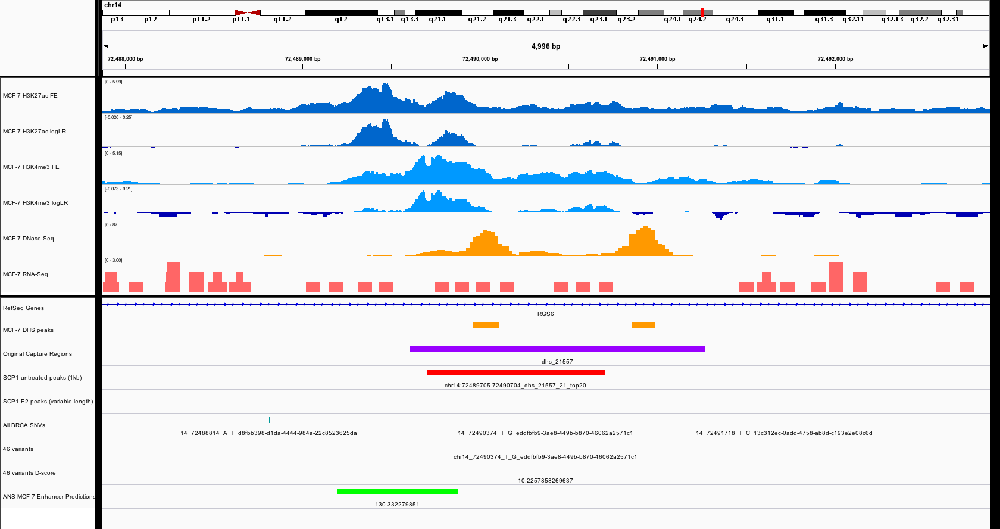 chr14
p13 p12 p11.2 p11.1 q11.2 q12 q13.1 q13.3 q21.1 q21.2 q21.3 q22.1 q22.3 q23.1 q23.2 q24.1 q24.2 q24.3 q31.1 q31.3 q32.11 q32.13 q32.2 q32.31
4,996 bp
72,488,000 bp 72,489,000 bp 72,490,000 bp 72,491,000 bp 72,492,000 bp
[0 - 5.99]
MCF-7 H3K27ac FE
[-0.020 - 0.25]
MCF-7 H3K27ac logLR
[0 - 5.15]
MCF-7 H3K4me3 FE
[-0.073 - 0.21]
MCF-7 H3K4me3 logLR
[0 - 87]
MCF-7 DNase-Seq
[0 - 3.00]
MCF-7 RNA-Seq
RefSeq Genes
RGS6
MCF-7 DHS peaks
Original Capture Regions
dhs_21557
SCP1 untreated peaks (1kb)
chr14:72489705-72490704_dhs_21557_21_top20
SCP1 E2 peaks (variable length)
All BRCA SNVs
14_72488814_A_T_d8fbb398-d1da-4444-984a-22c8523625da 14_72490374_T_G_eddfbfb9-3ae8-449b-b870-46062a2571c1 14_72491718_T_C_13c312ec-0add-4758-ab8d-c193e2e08c6d
46 variants
chr14_72490374_T_G_eddfbfb9-3ae8-449b-b870-46062a2571c1
46 variants D-score
10.2257858269637
ANS MCF-7 Enhancer Predictions
130.332279851